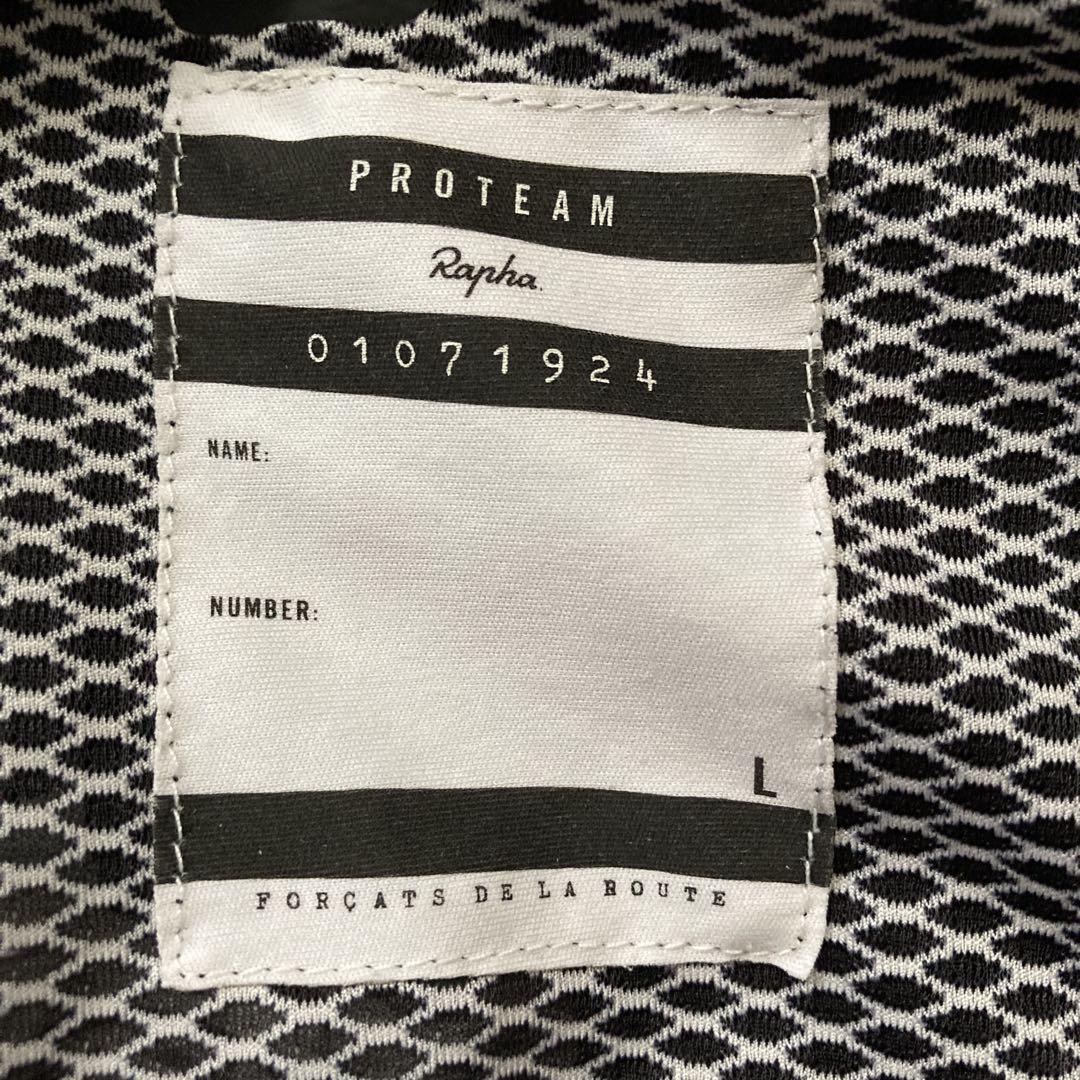 PROTEAM
Rapha.
01071924
NAME:
NUMBER:
L
FORÇATS DE LA ROUTE